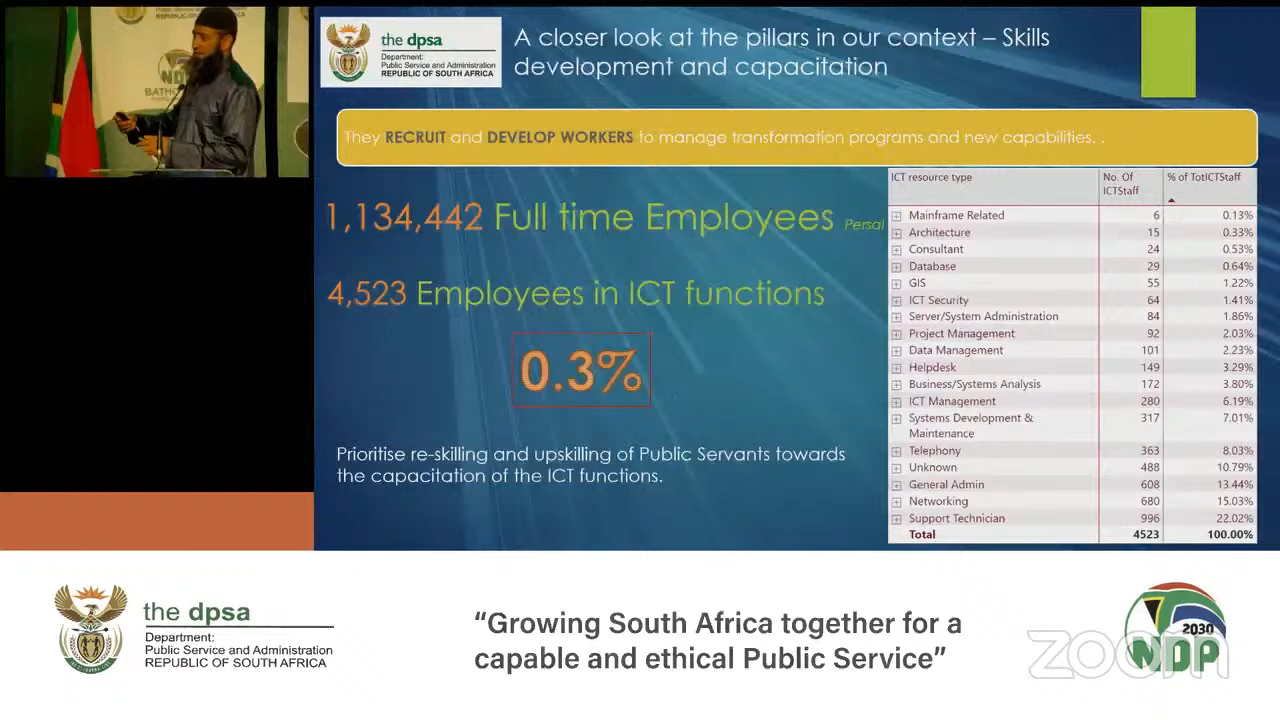 REPUBLIC OF SOUTH AFRICA
BATHO
the dpsa
Department:
Public Service and Administration
REPUBLIC OF SOUTH AFRICA
A closer look at the pillars in our context – Skills
development and capacitation
They RECRUIT and DEVELOP WORKERS to manage transformation programs and new capabilities. .
1,134,442 Full time Employees Persal
4,523 Employees in ICT functions
0.3%
Prioritise re-skilling and upskilling of Public Servants towards
the capacitation of the ICT functions.
ICT resource type No. Of ICTStaff % of TotICTStaff
Mainframe Related 6 0.13%
Architecture 15 0.33%
Consultant 24 0.53%
Database 29 0.64%
GIS 55 1.22%
ICT Security 64 1.41%
Server/System Administration 84 1.86%
Project Management 92 2.03%
Data Management 101 2.23%
Helpdesk 149 3.29%
Business/Systems Analysis 172 3.80%
ICT Management 280 6.19%
Systems Development & 317 7.01%
Maintenance
Telephony 363 8.03%
Unknown 488 10.79%
General Admin 608 13.44%
Networking 680 15.03%
Support Technician 996 22.02%
Total 4523 100.00%
the dpsa
Department:
Public Service and Administration
REPUBLIC OF SOUTH AFRICA
“Growing South Africa together for a
capable and ethical Public Service”
2030
NDP
zoom